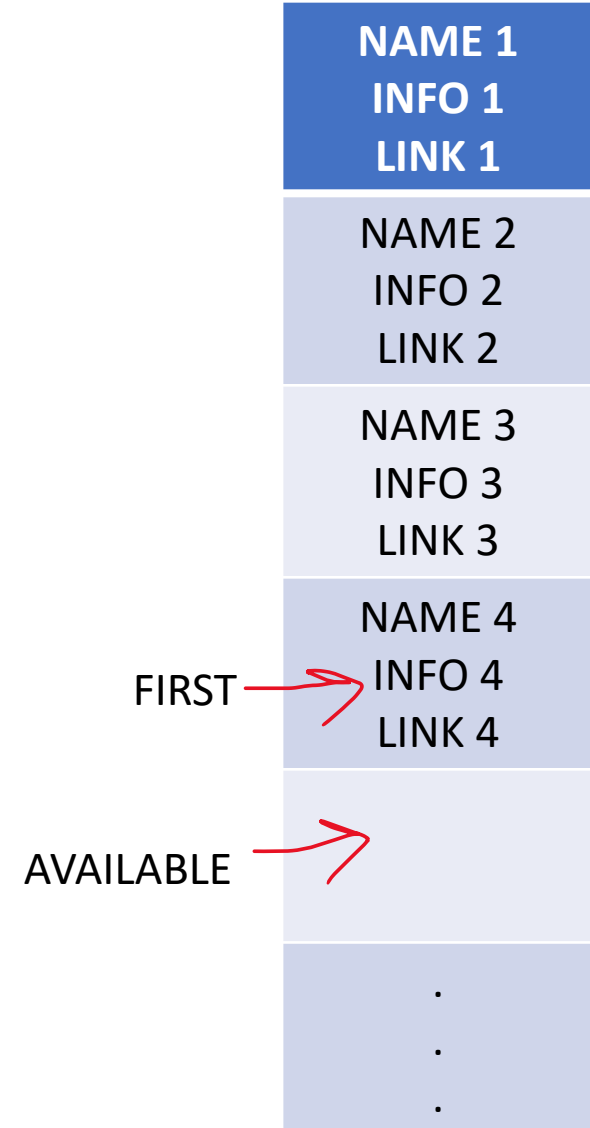 NAME 1
INFO 1
LINK 1
NAME 2
INFO 2
LINK 2
NAME 3
INFO 3
LINK 3
NAME 4
FIRST INFO 4
LINK 4
AVAILABLE
.
.
.